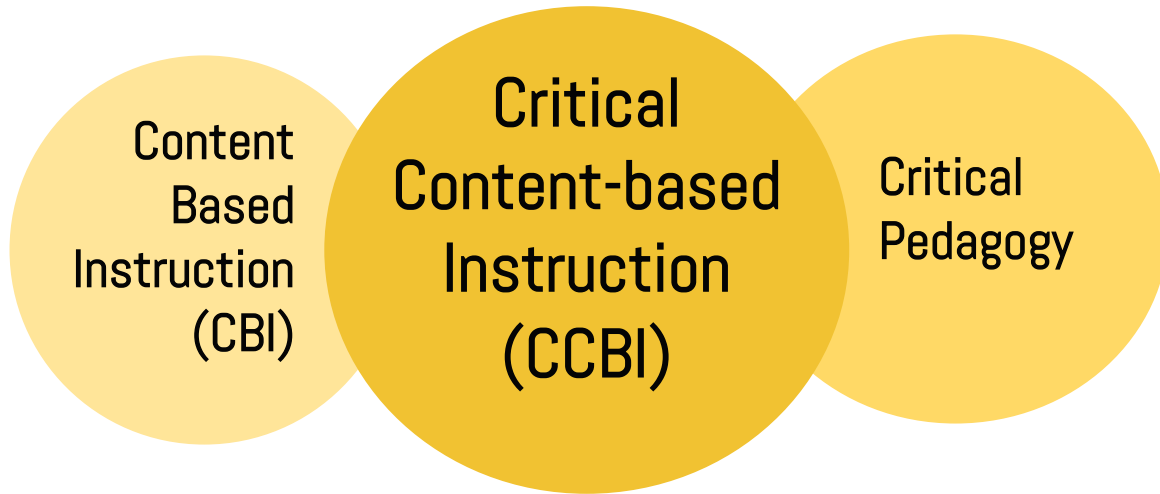 Content
Based
Instruction
(CBI)
Critical
Content-based
Instruction
(CCBI)
Critical
Pedagogy